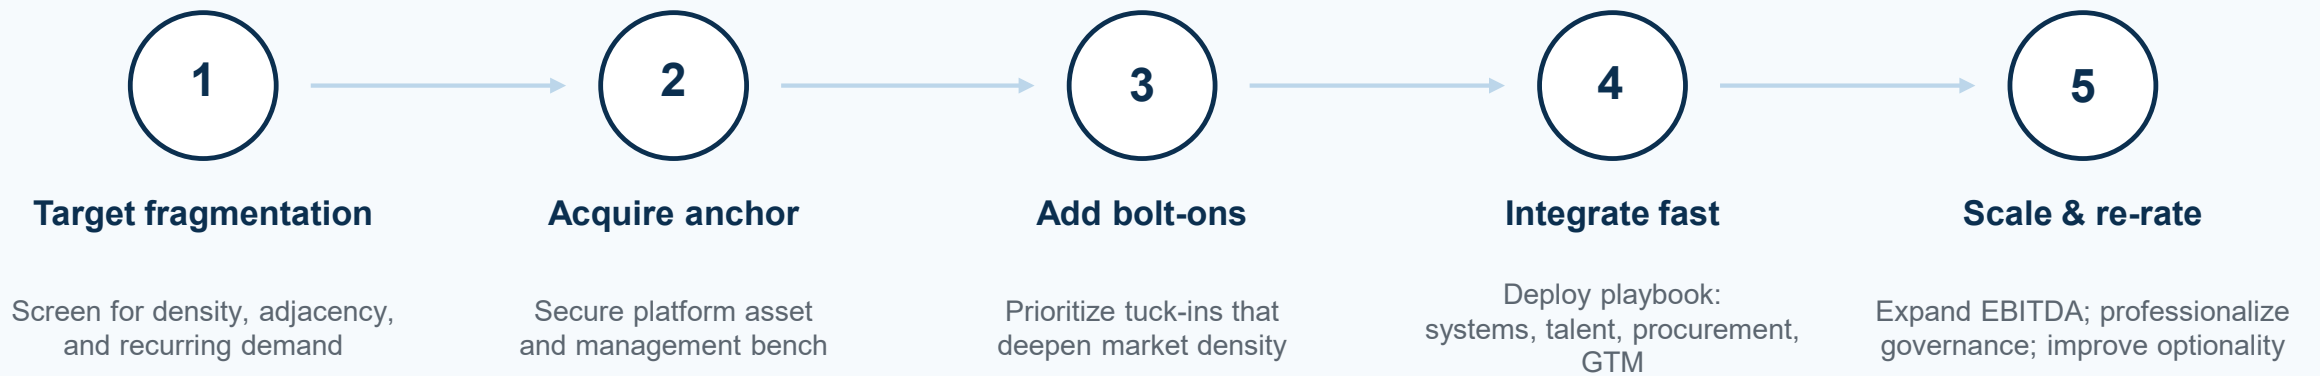 1
2
3
4
5
Target fragmentation
Acquire anchor
Add bolt-ons
Integrate fast
Scale & re-rate
Screen for density, adjacency,
and recurring demand
Secure platform asset
and management bench
Prioritize tuck-ins that
deepen market density
Deploy playbook:
systems, talent, procurement,
GTM
Expand EBITDA; professionalize
governance; improve optionality